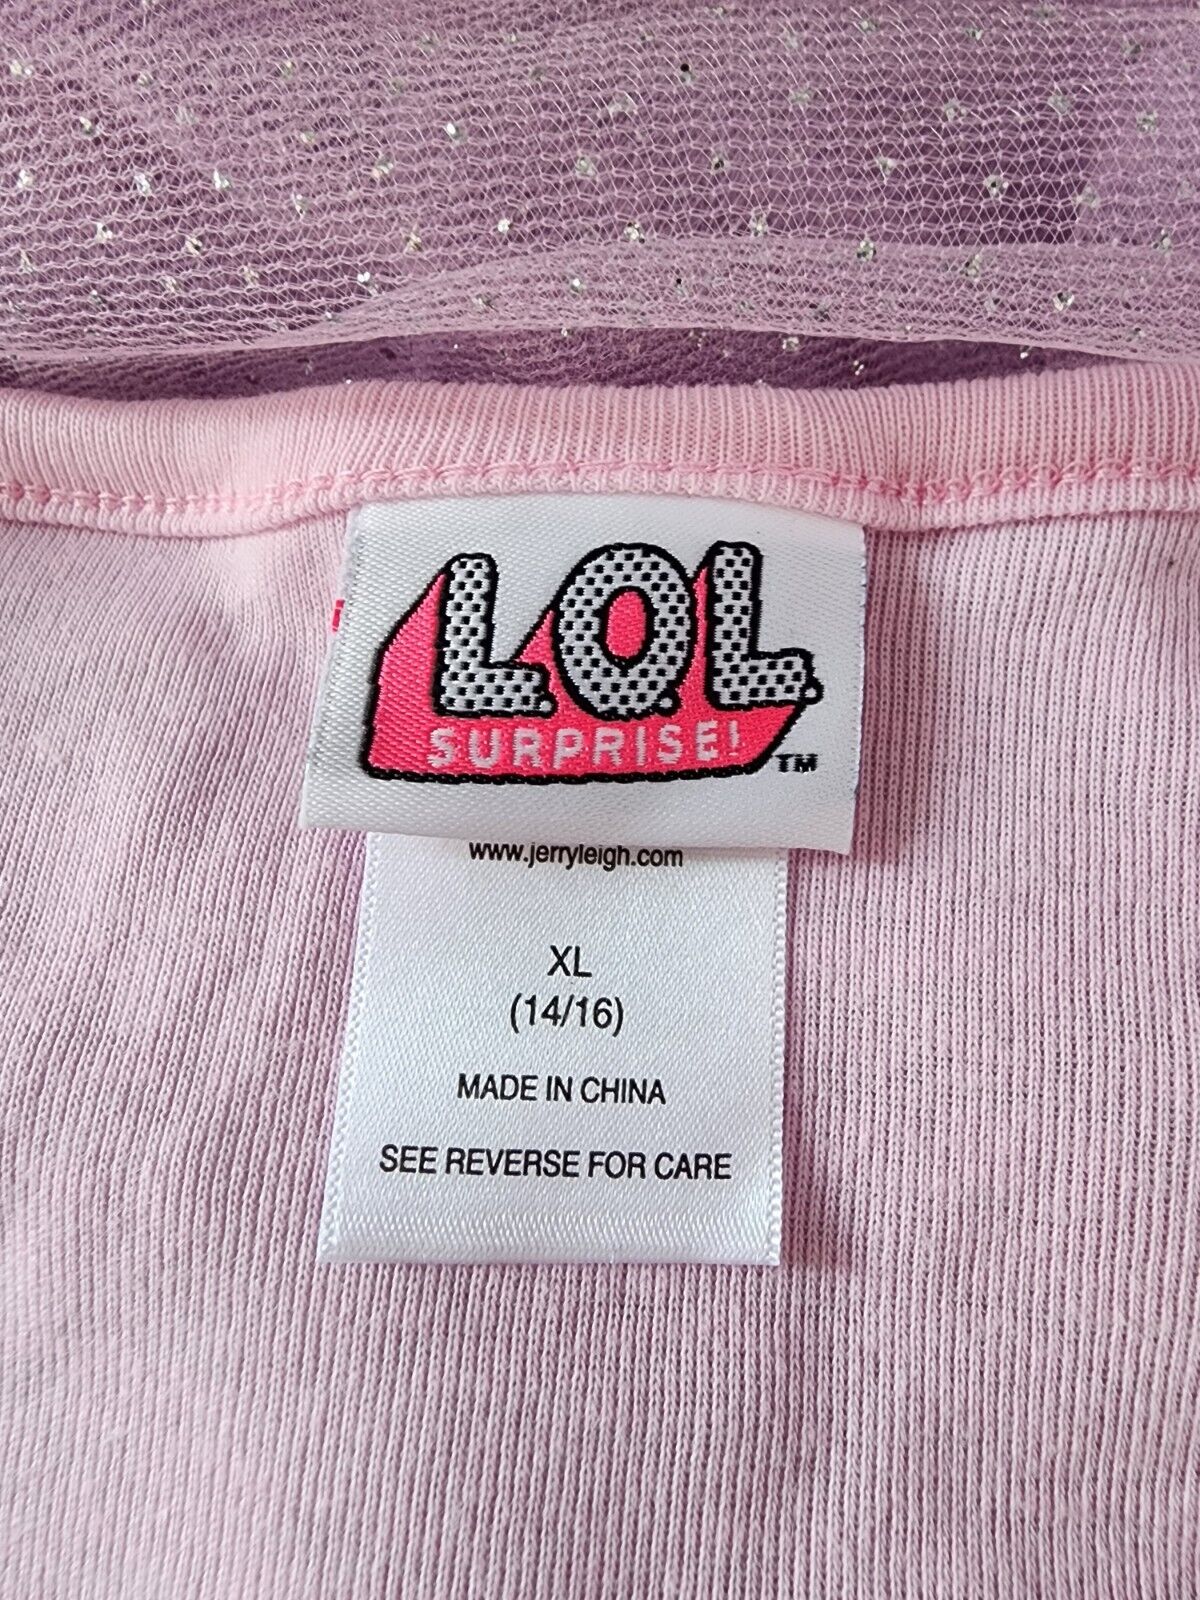 L.O.L.
SURPRISE!
TM
www.jerryleigh.com
XL
(14/16)
MADE IN CHINA
SEE REVERSE FOR CARE